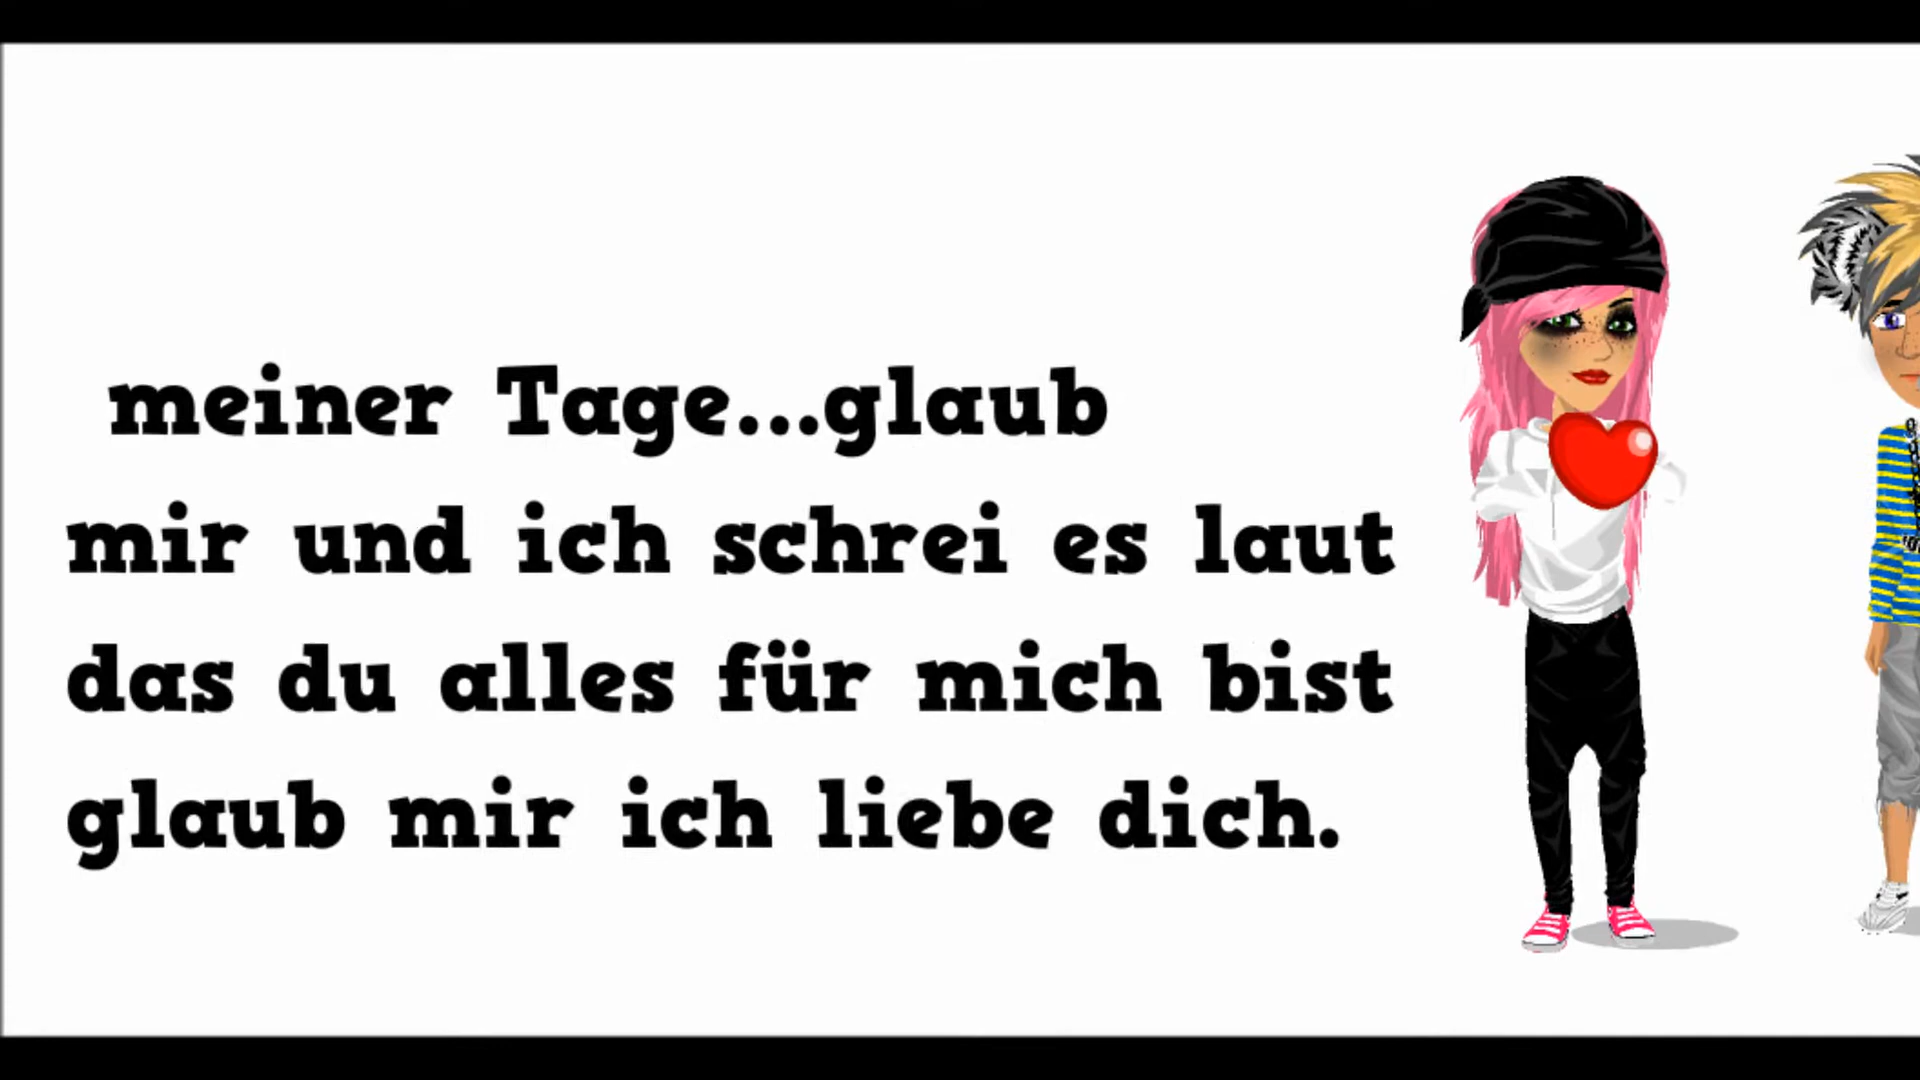 meiner Tage...glaub
mir und ich schrei es laut
das du alles für mich bist
glaub mir ich liebe dich.